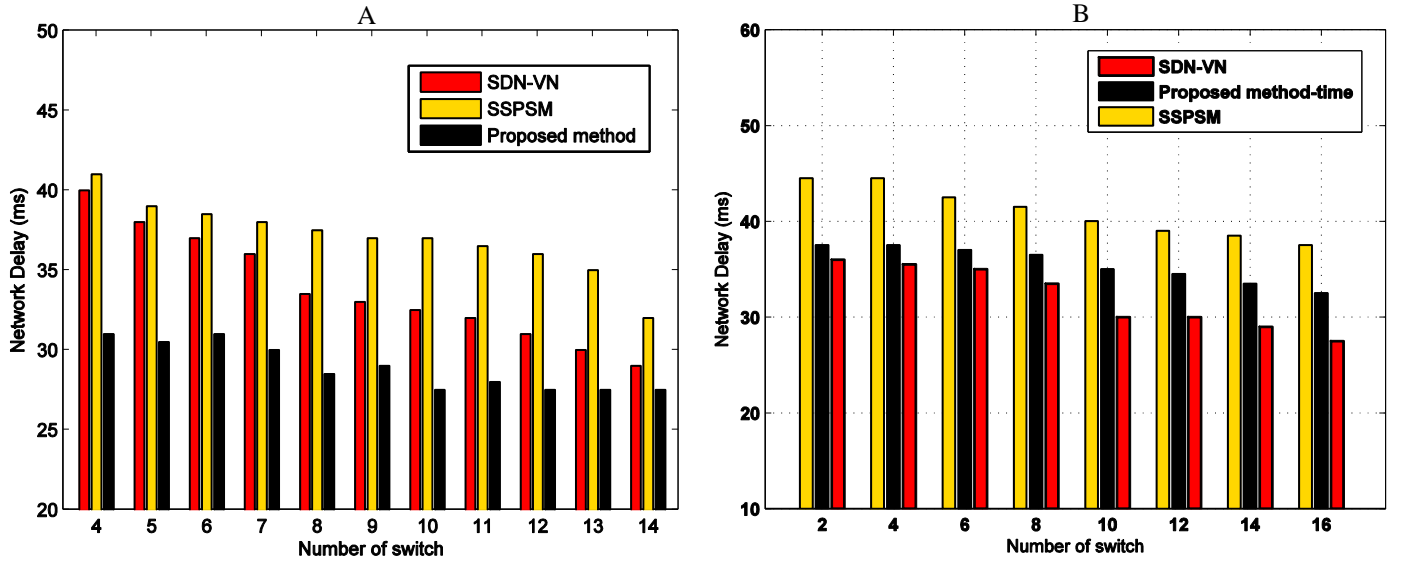 A
50
45
40
35
30
25
20
Network Delay (ms)
SDN-VN
SSPSM
Proposed method
4 5 6 7 8 9 10 11 12 13 14
Number of switch
B
60
50
40
30
20
10
Network Delay (ms)
SDN-VN
Proposed method-time
SSPSM
2 4 6 8 10 12 14 16
Number of switch